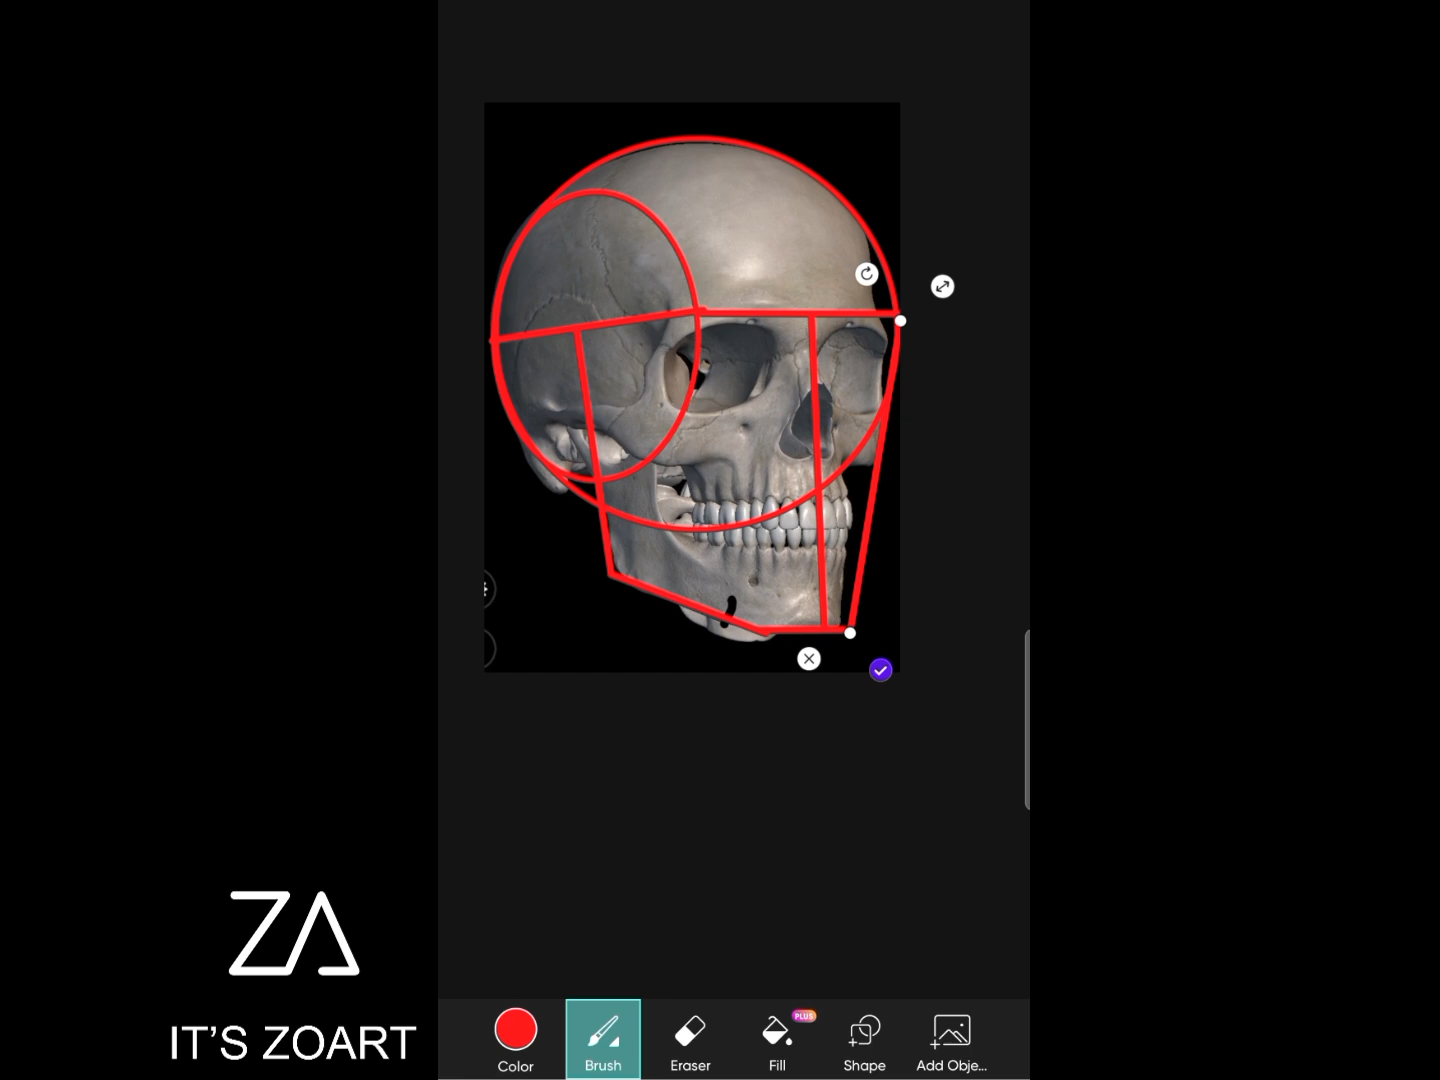 ZA
IT'S ZOART
PLUS
Color
Brush
Eraser
Fill
Shape
Add Obje...